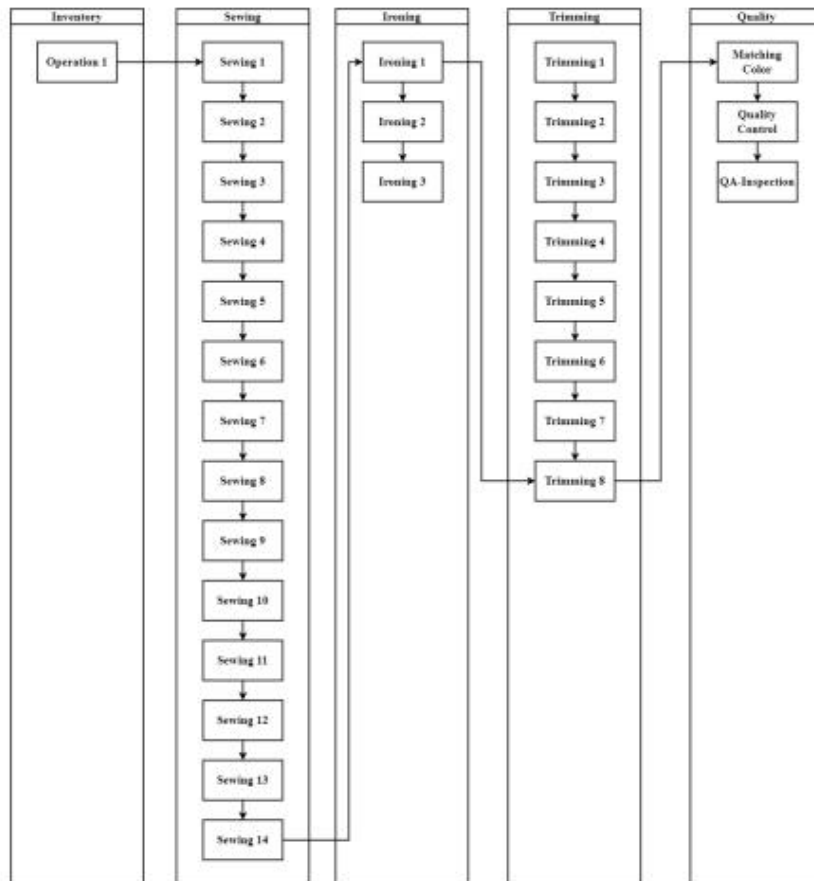 Inventory
Operation 1
Sewing
Sewing 1
Sewing 2
Sewing 3
Sewing 4
Sewing 5
Sewing 6
Sewing 7
Sewing 8
Sewing 9
Sewing 10
Sewing 11
Sewing 12
Sewing 13
Sewing 14
Ironing
Ironing 1
Ironing 2
Ironing 3
Trimming
Trimming 1
Trimming 2
Trimming 3
Trimming 4
Trimming 5
Trimming 6
Trimming 7
Trimming 8
Quality
Matching
Color
Quality
Control
QA-Inspection